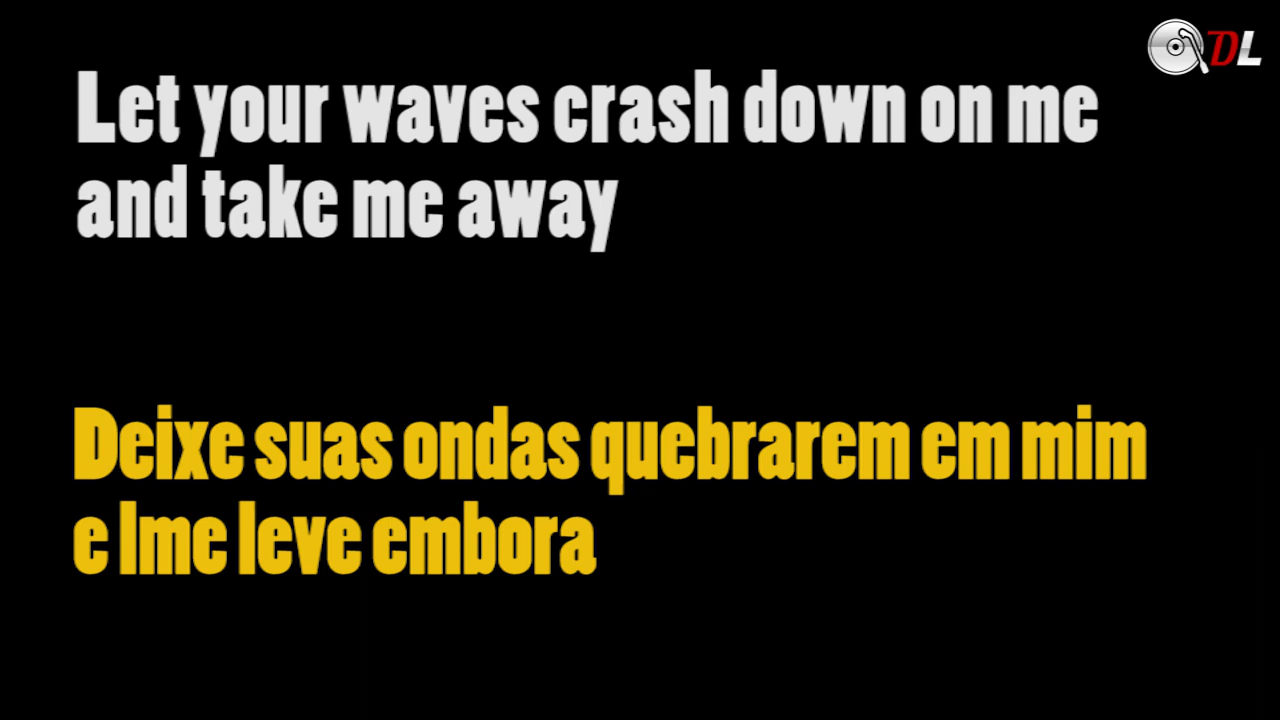 DL
Let your waves crash down on me
and take me away
Deixe suas ondas quebrarem em mim
e lme leve embora